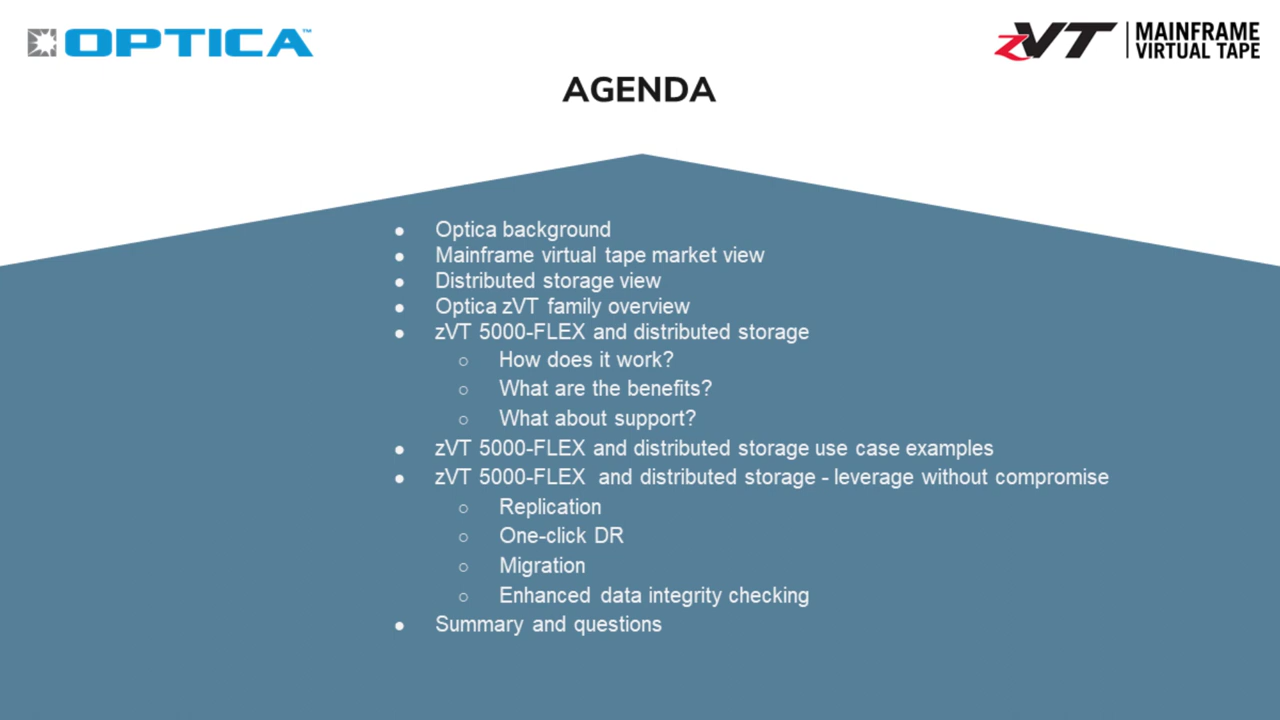 OPTICA™
zVT MAINFRAME
VIRTUAL TAPE
AGENDA
● Optica background
● Mainframe virtual tape market view
● Distributed storage view
● Optica zVT family overview
● zVT 5000-FLEX and distributed storage
○ How does it work?
○ What are the benefits?
○ What about support?
● zVT 5000-FLEX and distributed storage use case examples
● zVT 5000-FLEX and distributed storage - leverage without compromise
○ Replication
○ One-click DR
○ Migration
○ Enhanced data integrity checking
● Summary and questions